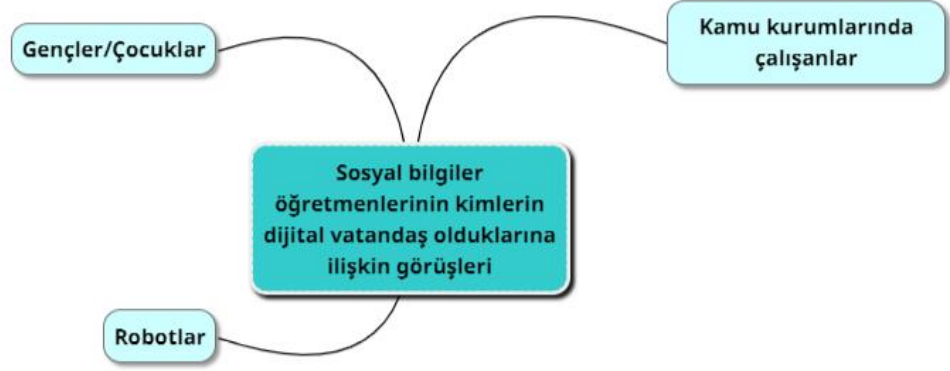 Gençler/Çocuklar
Kamu kurumlarında
çalışanlar
Sosyal bilgiler
öğretmenlerinin kimlerin
dijital vatandaş olduklarına
ilişkin görüşleri
Robotlar